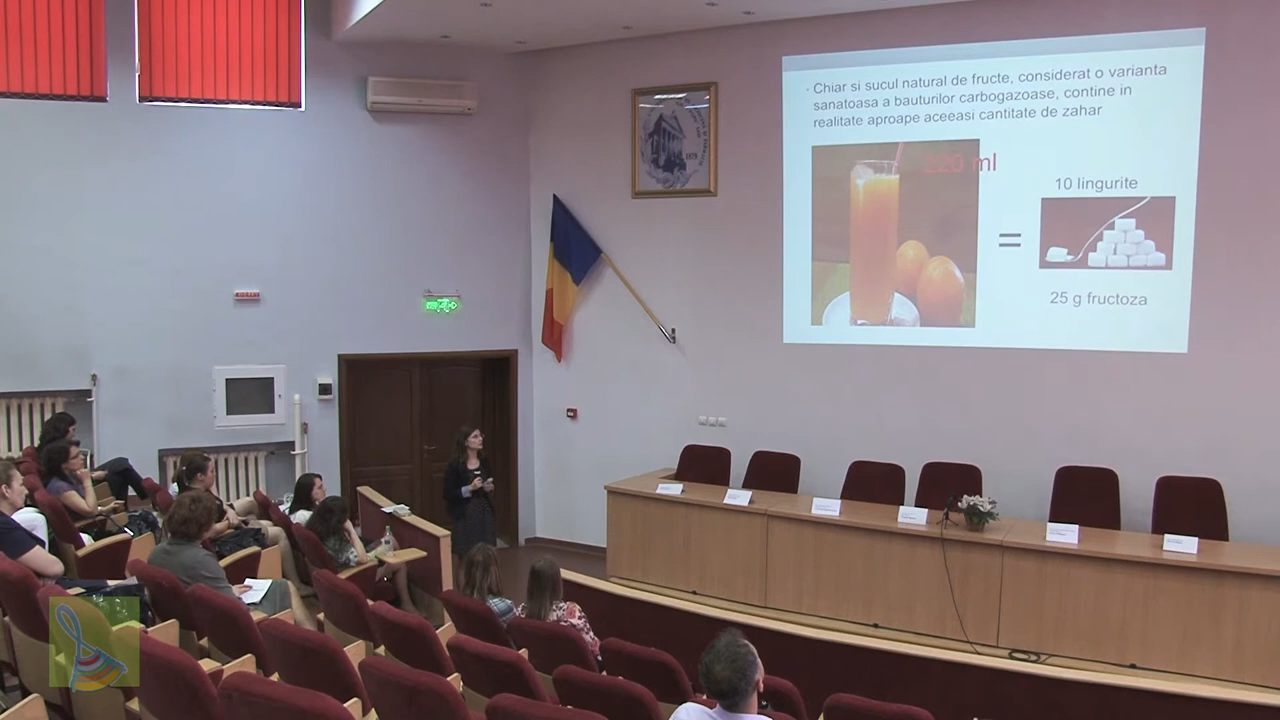 · Chiar si sucul natural de fructe, considerat o varianta
sanatoasa a bauturilor carbogazoase, contine in
realitate aproape aceeasi cantitate de zahar
220 ml
10 lingurite
=
25 g fructoza
1875